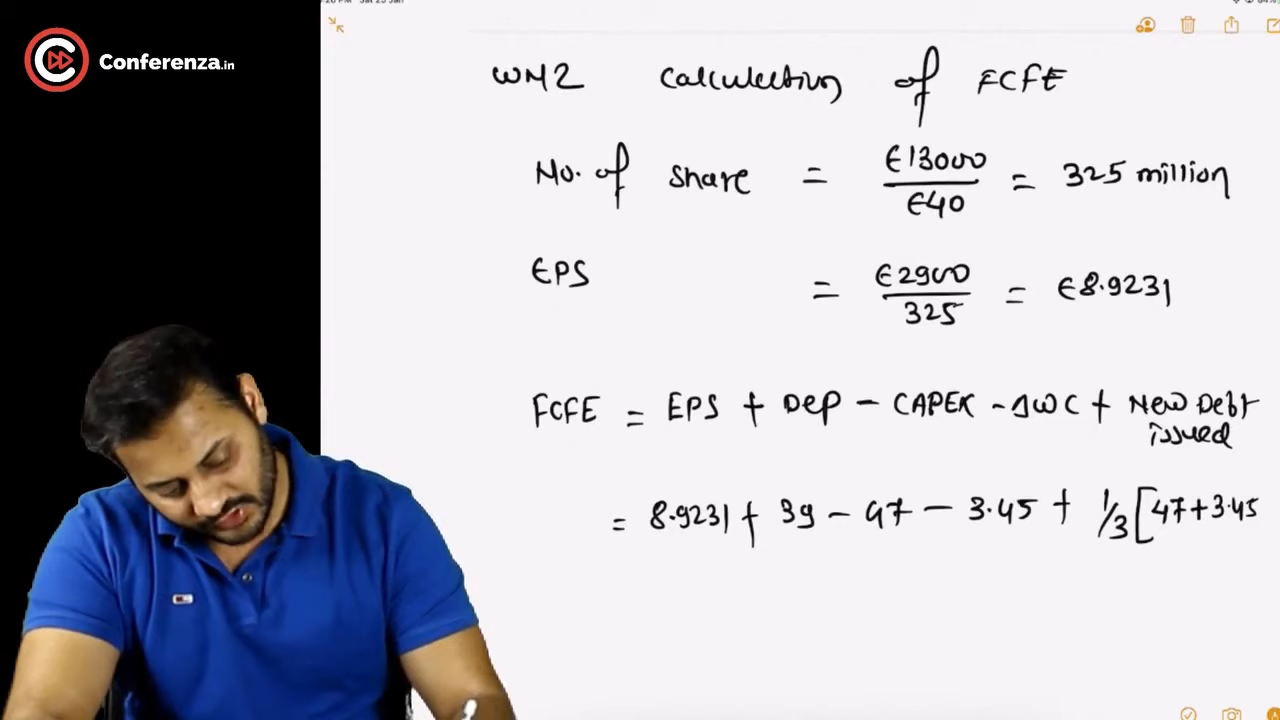 Conferenza.in
WN2 Calculation of FCFE
No. of share = €13000 / €40 = 325 million
EPS = €2900 / 325 = €8.9231
FCFE = EPS + Dep - CAPEX - ΔWC + New Debt issued
= 8.9231 + 39 - 47 - 3.45 + 1/3 [47+3.45